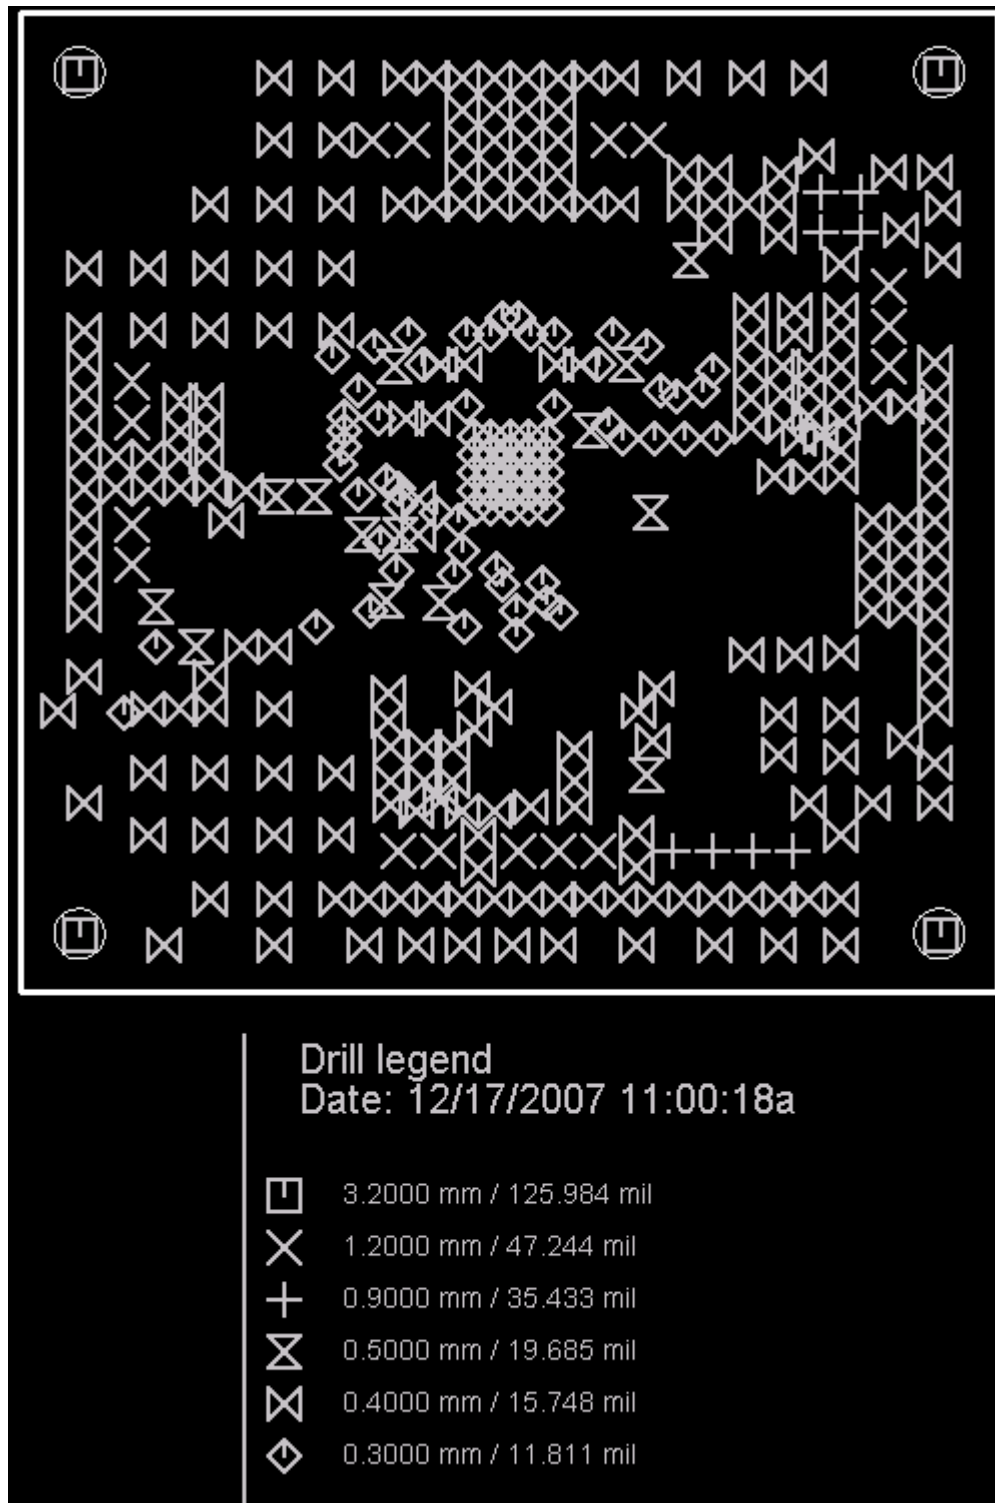 Drill legend
Date: 12/17/2007 11:00:18a
3.2000 mm / 125.984 mil
1.2000 mm / 47.244 mil
0.9000 mm / 35.433 mil
0.5000 mm / 19.685 mil
0.4000 mm / 15.748 mil
0.3000 mm / 11.811 mil